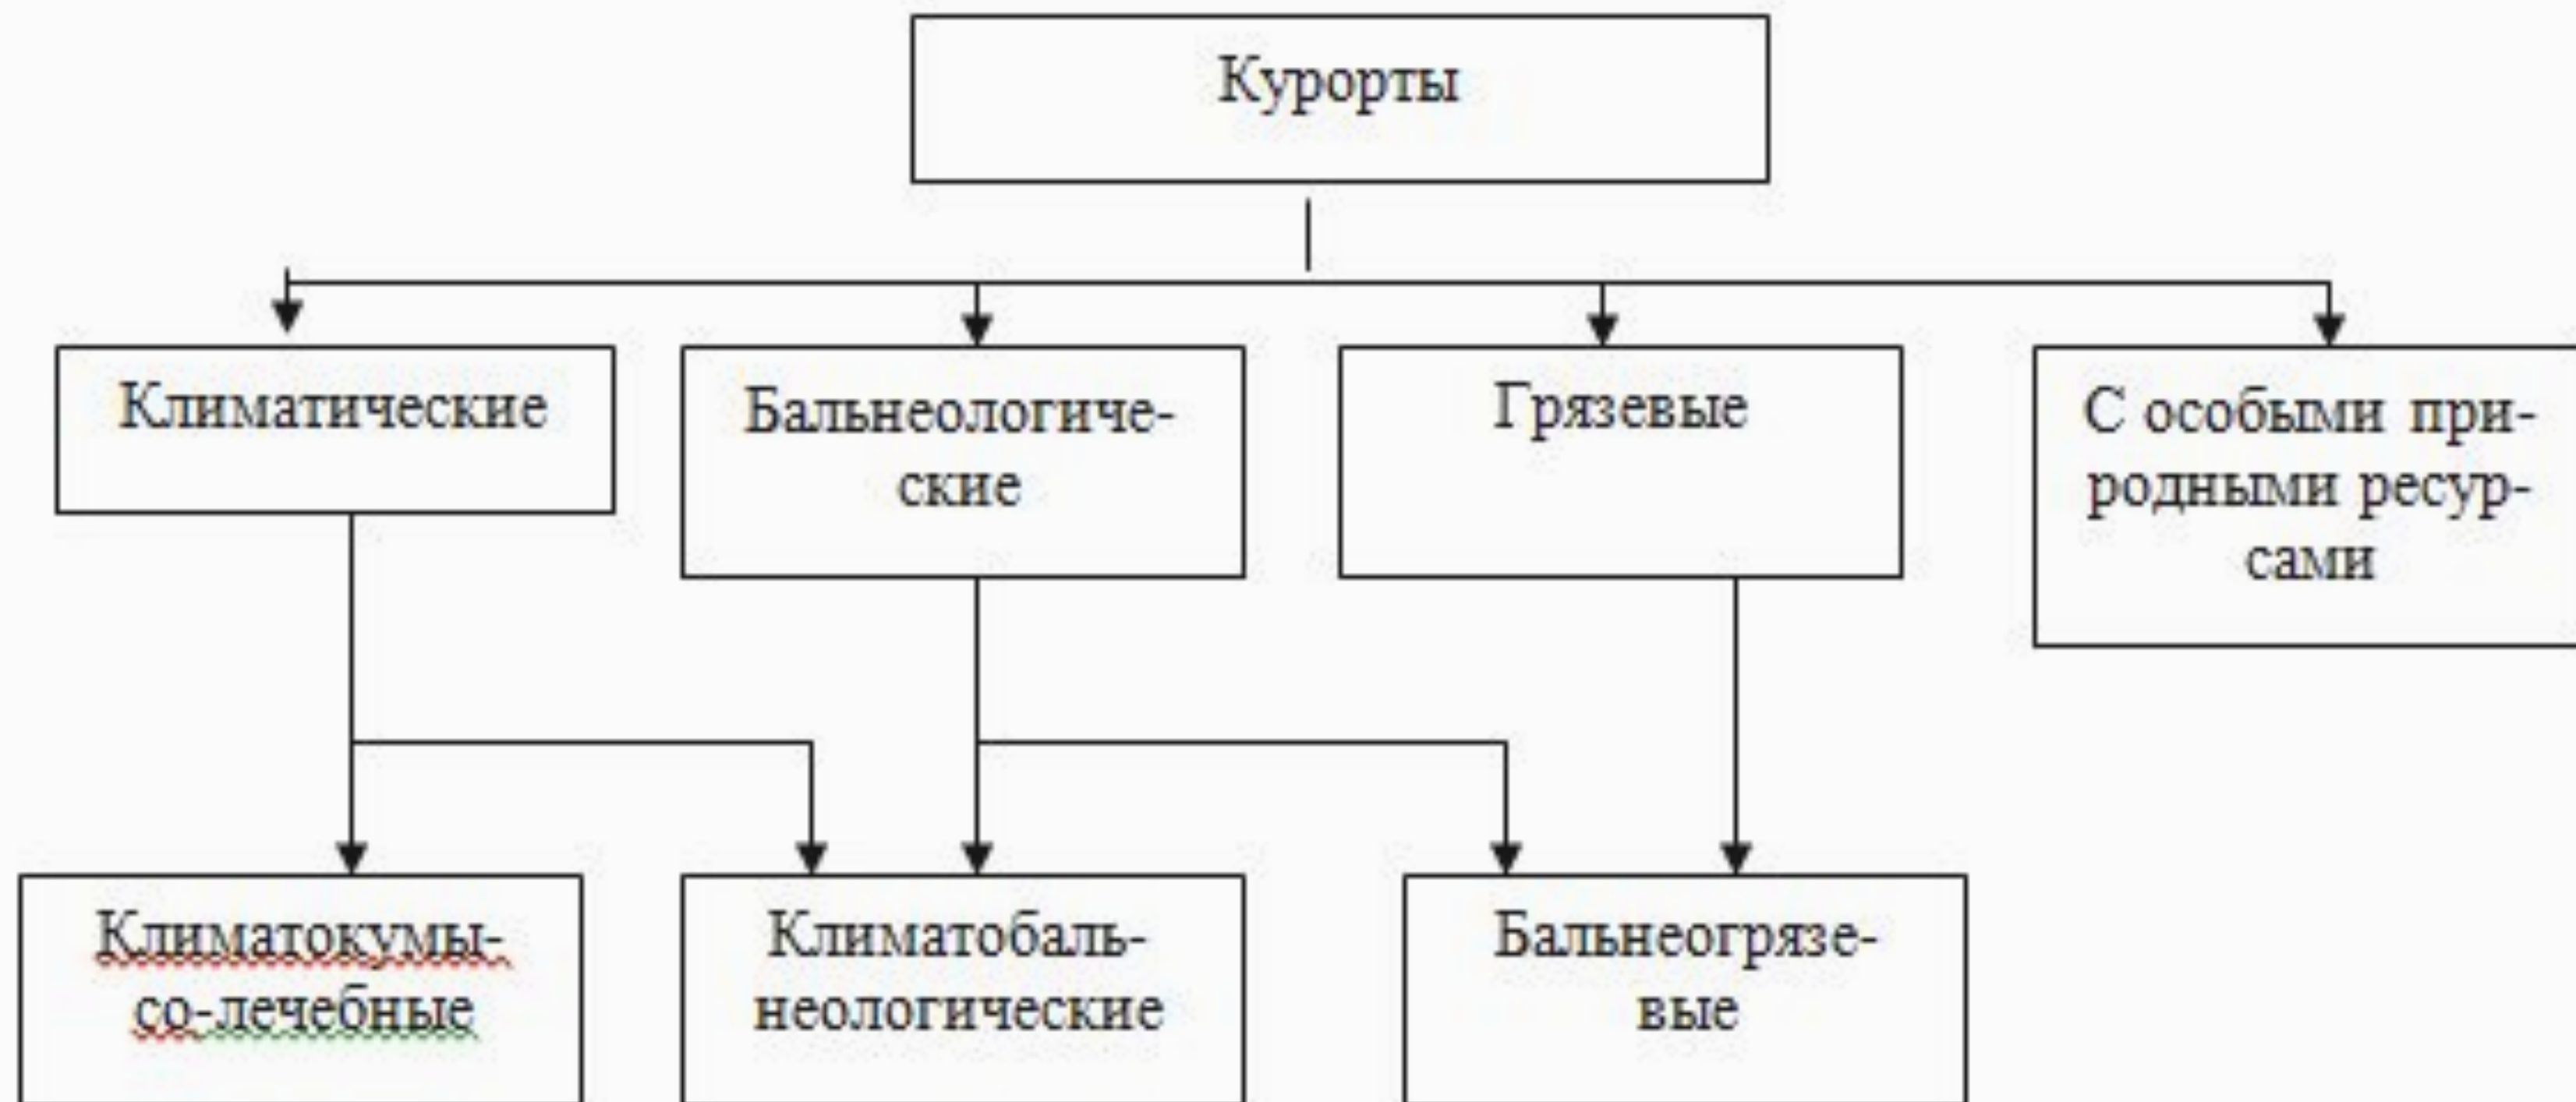 Курорты
Климатические
Бальнеологиче-
ские
Грязевые
С особыми при-
родными ресур-
сами
Климатокумы-
со-лечебные
Климатобаль-
неологические
Бальнеогрязе-
вые